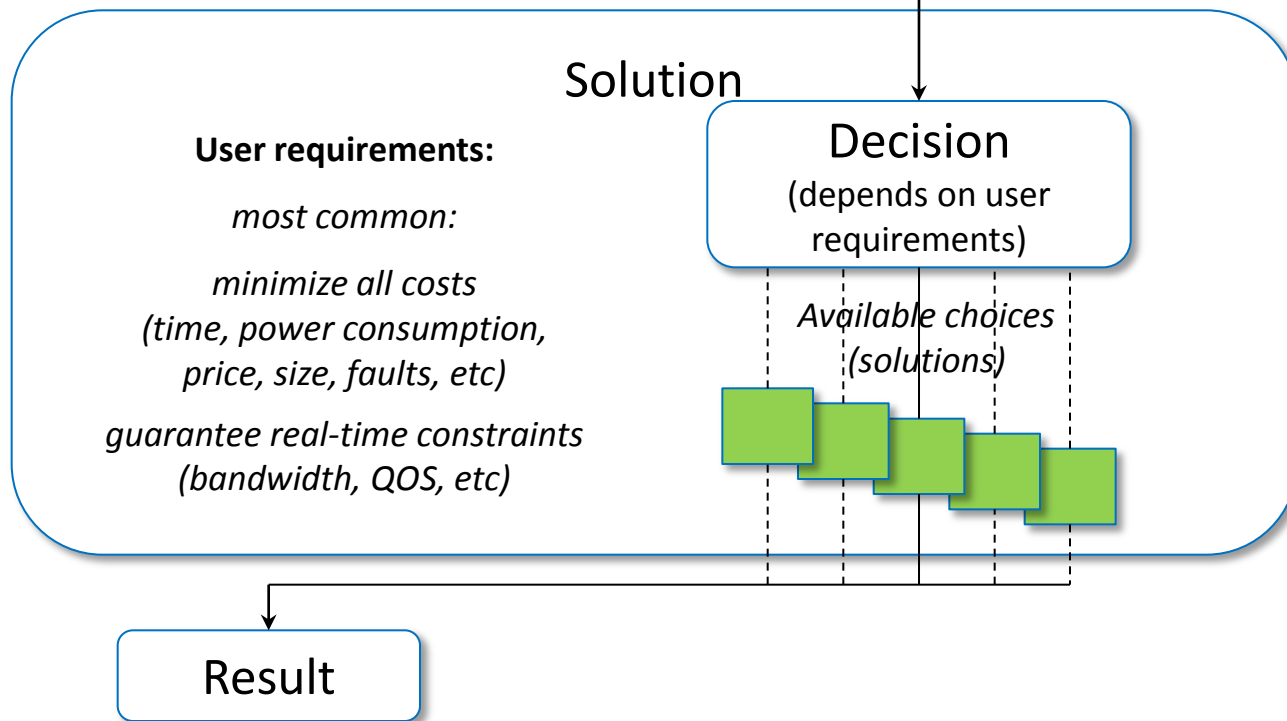 Solution
User requirements:
most common:
minimize all costs
(time, power consumption,
price, size, faults, etc)
guarantee real-time constraints
(bandwidth, QOS, etc)
Decision
(depends on user
requirements)
Available choices
(solutions)
Result